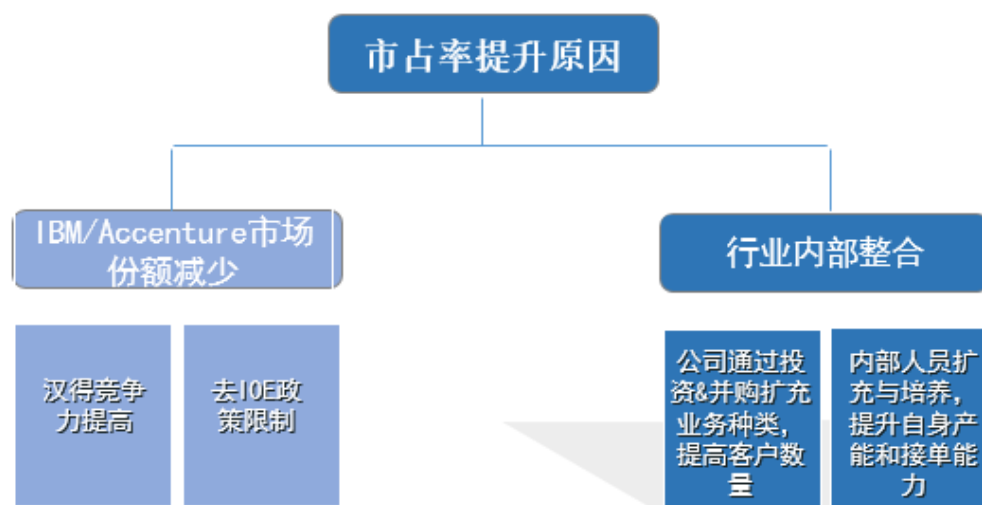 市占率提升原因
IBM/Accenture市场
份额减少
行业内部整合
汉得竞争
力提高
去IOE政
策限制
公司通过投
资&并购扩充
业务种类，
提高客户数
量
内部人员扩
充与培养，
提升自身产
能和接单能
力